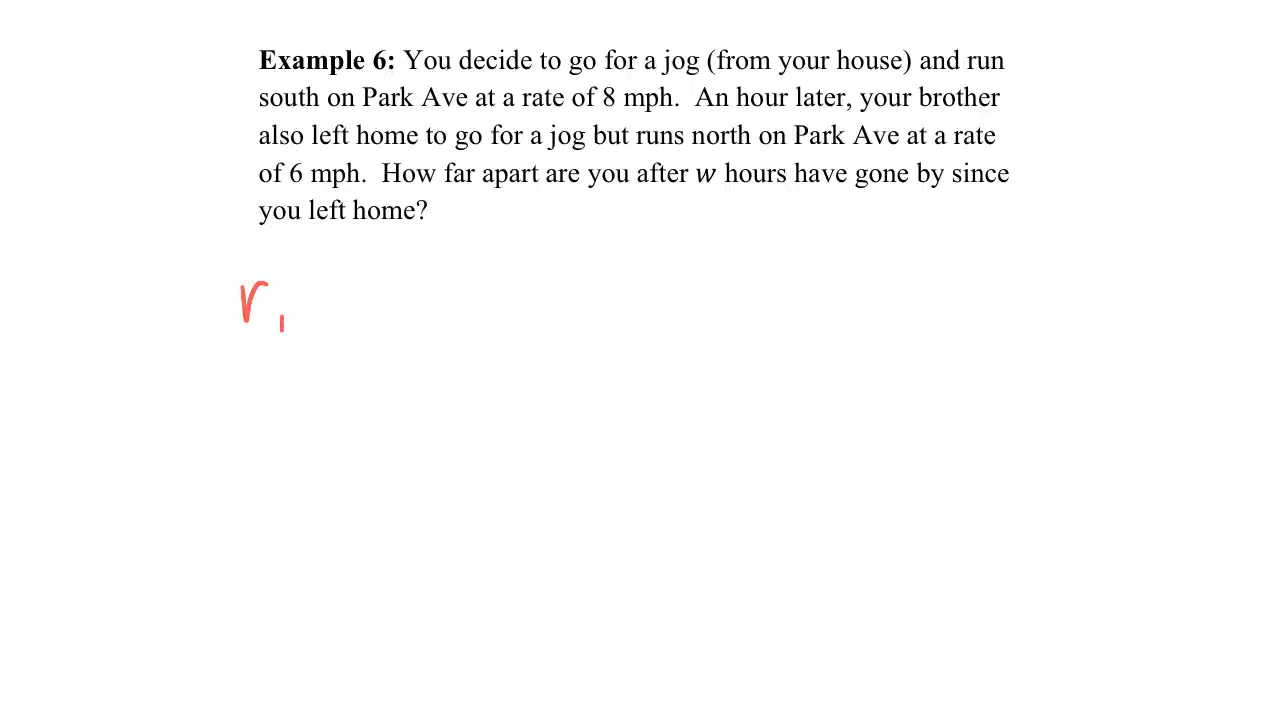 Example 6: You decide to go for a jog (from your house) and run
south on Park Ave at a rate of 8 mph. An hour later, your brother
also left home to go for a jog but runs north on Park Ave at a rate
of 6 mph. How far apart are you after w hours have gone by since
you left home?
r